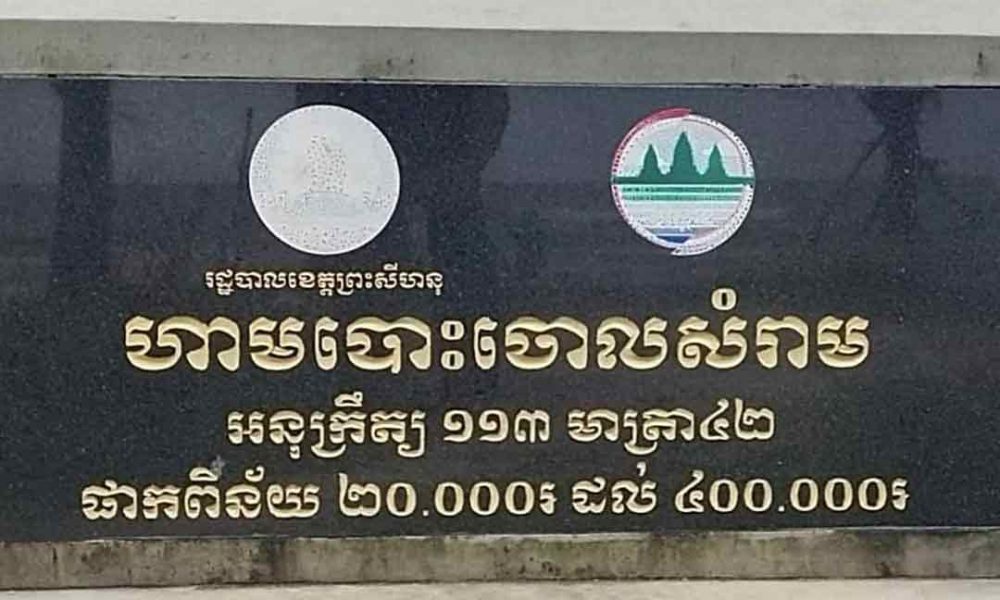 រដ្ឋបាលខេត្តព្រះសីហនុ
ហាមបោះចោលសំរាម
អនុក្រឹត្យ ១១៣ មាត្រា៤២
ផាកពិន័យ ២០.០០០រ ដល់ ៤០០.០០០រ